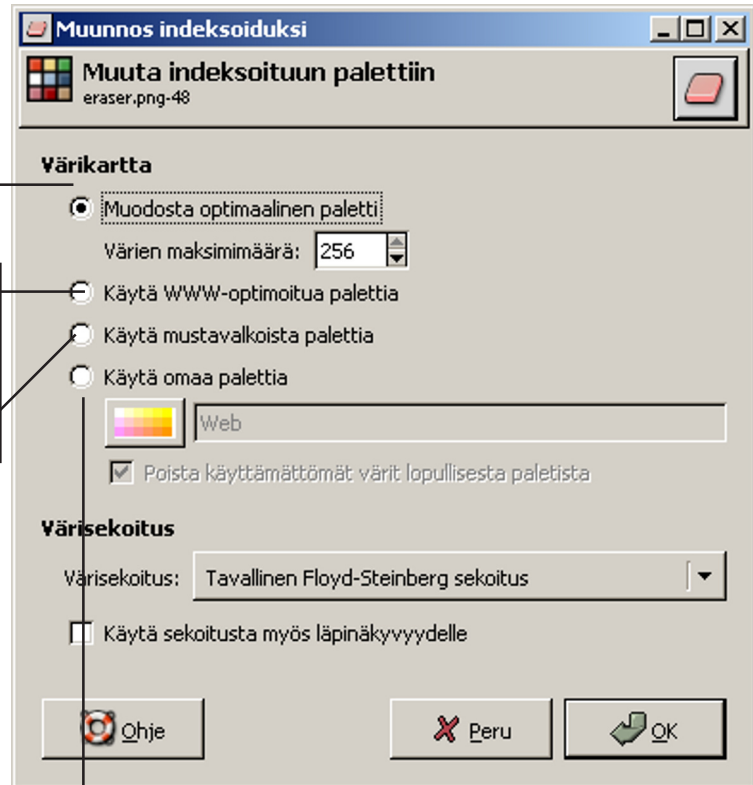 Muunnos indeksoiduksi
Muuta indeksoituun palettiin
eraser.png-48
Värikartta
Muodosta optimaalinen paletti
Värien maksimimäärä: 256
Käytä WWW-optimoitua palettia
Käytä mustavalkoista palettia
Käytä omaa palettia
Web
Poista käyttämättömät värit lopullisesta paletista
Värisekoitus
Värisekoitus: Tavallinen Floyd-Steinberg sekoitus
Käytä sekoitusta myös läpinäkyvyydelle
Ohje Peru OK